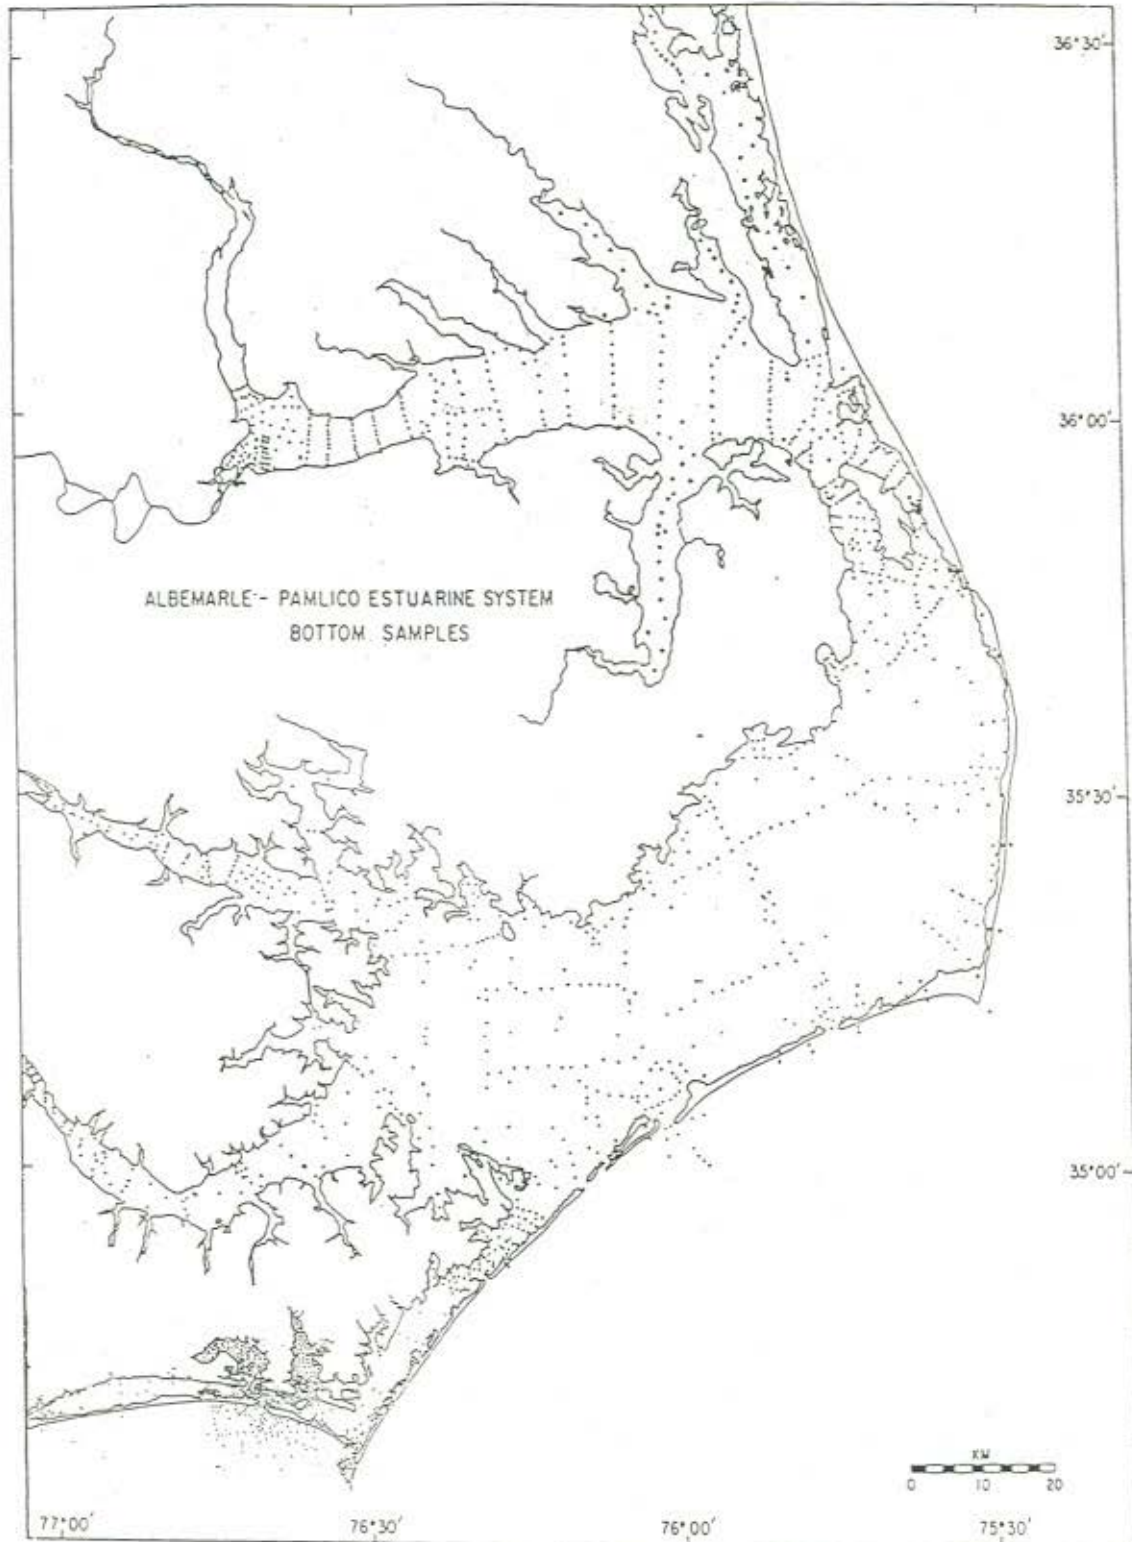 36°30'
36°00'
ALBEMARLE - PAMLICO ESTUARINE SYSTEM
BOTTOM SAMPLES
35°30'
35°00'
KM
0 10 20
77°00' 76°30' 76°00' 75°30'